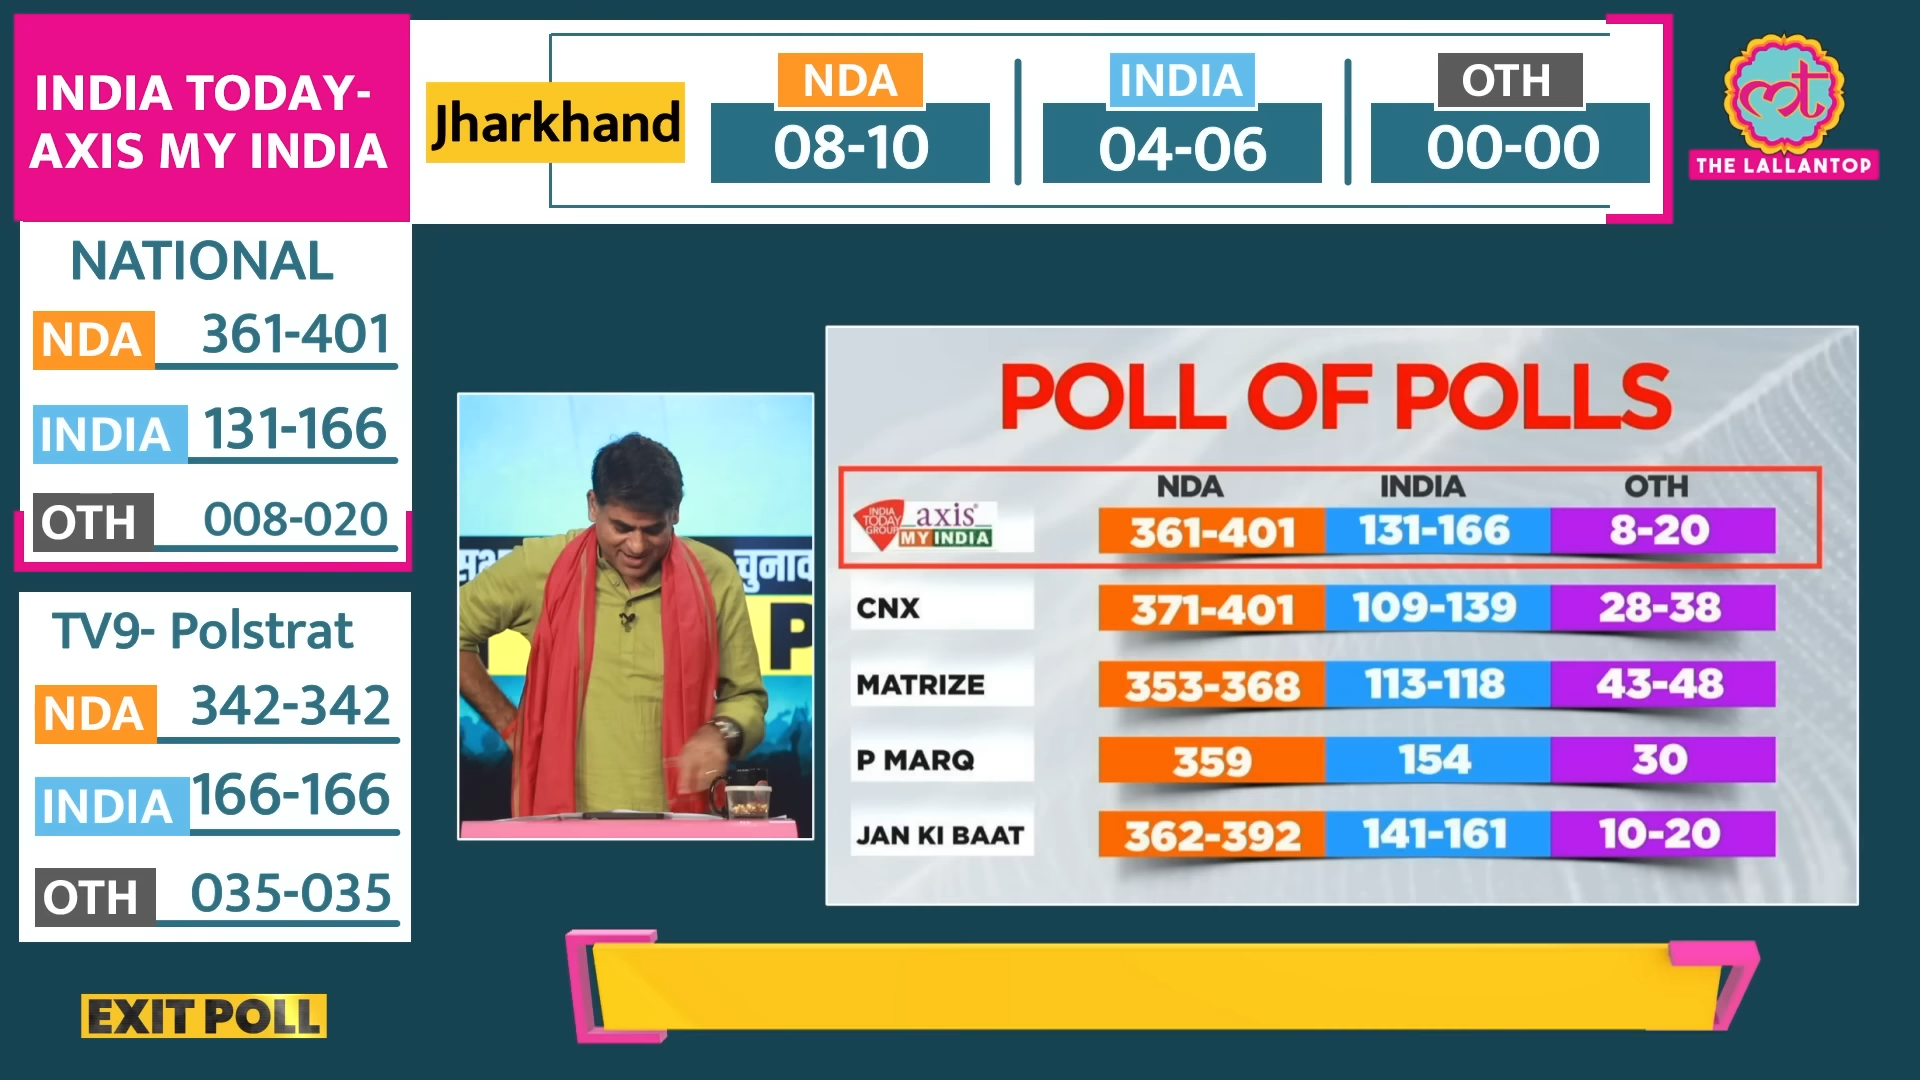 INDIA TODAY-
AXIS MY INDIA
Jharkhand
NDA
08-10
INDIA
04-06
OTH
00-00
THE LALLANTOP
NATIONAL
NDA 361-401
INDIA 131-166
OTH 008-020
TV9- Polstrat
NDA 342-342
INDIA 166-166
OTH 035-035
EXIT POLL
चुनाव
P
POLL OF POLLS
NDA INDIA OTH
INDIA TODAY GROUP axis MY INDIA 361-401 131-166 8-20
CNX 371-401 109-139 28-38
MATRIZE 353-368 113-118 43-48
P MARQ 359 154 30
JAN KI BAAT 362-392 141-161 10-20